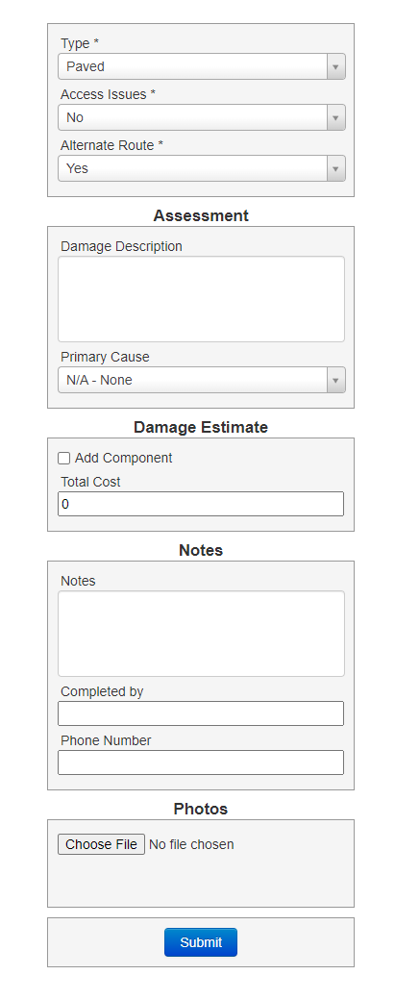 Type *
Paved
Access Issues *
No
Alternate Route *
Yes
Assessment
Damage Description
Primary Cause
N/A - None
Damage Estimate
Add Component
Total Cost
0
Notes
Notes
Completed by
Phone Number
Photos
Choose File No file chosen
Submit